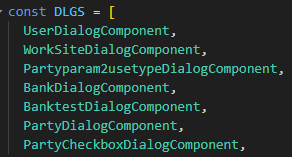 const DLGS = [
UserDialogComponent,
WorkSiteDialogComponent,
Partyparam2usetypeDialogComponent,
BankDialogComponent,
BanktestDialogComponent,
PartyDialogComponent,
PartyCheckboxDialogComponent,